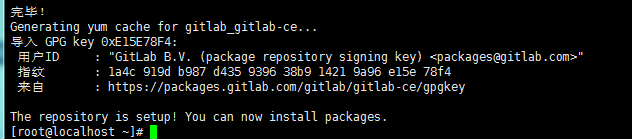 完毕！
Generating yum cache for gitlab_gitlab-ce...
导入 GPG key 0xE15E78F4:
用户ID     : "GitLab B.V. (package repository signing key) <packages@gitlab.com>"
指纹       : 1a4c 919d b987 d435 9396 38b9 1421 9a96 e15e 78f4
来自       : https://packages.gitlab.com/gitlab/gitlab-ce/gpgkey
The repository is setup! You can now install packages.
[root@localhost ~]#